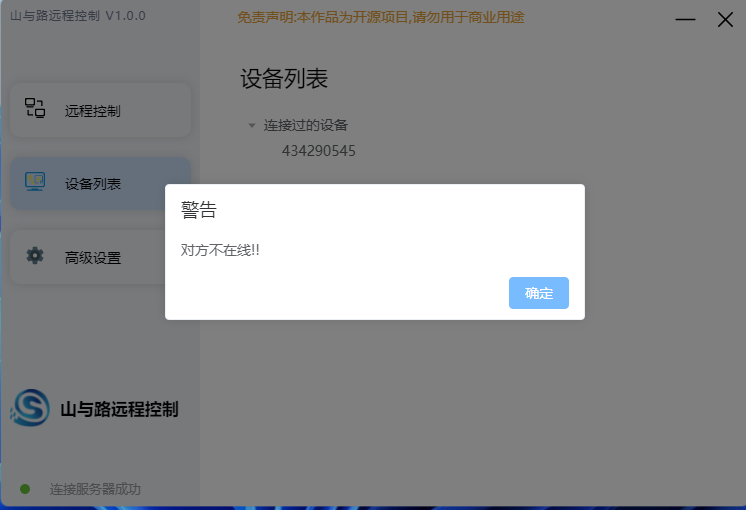 山与路远程控制 V1.0.0
免责声明:本作品为开源项目,请勿用于商业用途
设备列表
远程控制
连接过的设备
434290545
设备列表
警告
对方不在线!!
高级设置
确定
山与路远程控制
连接服务器成功